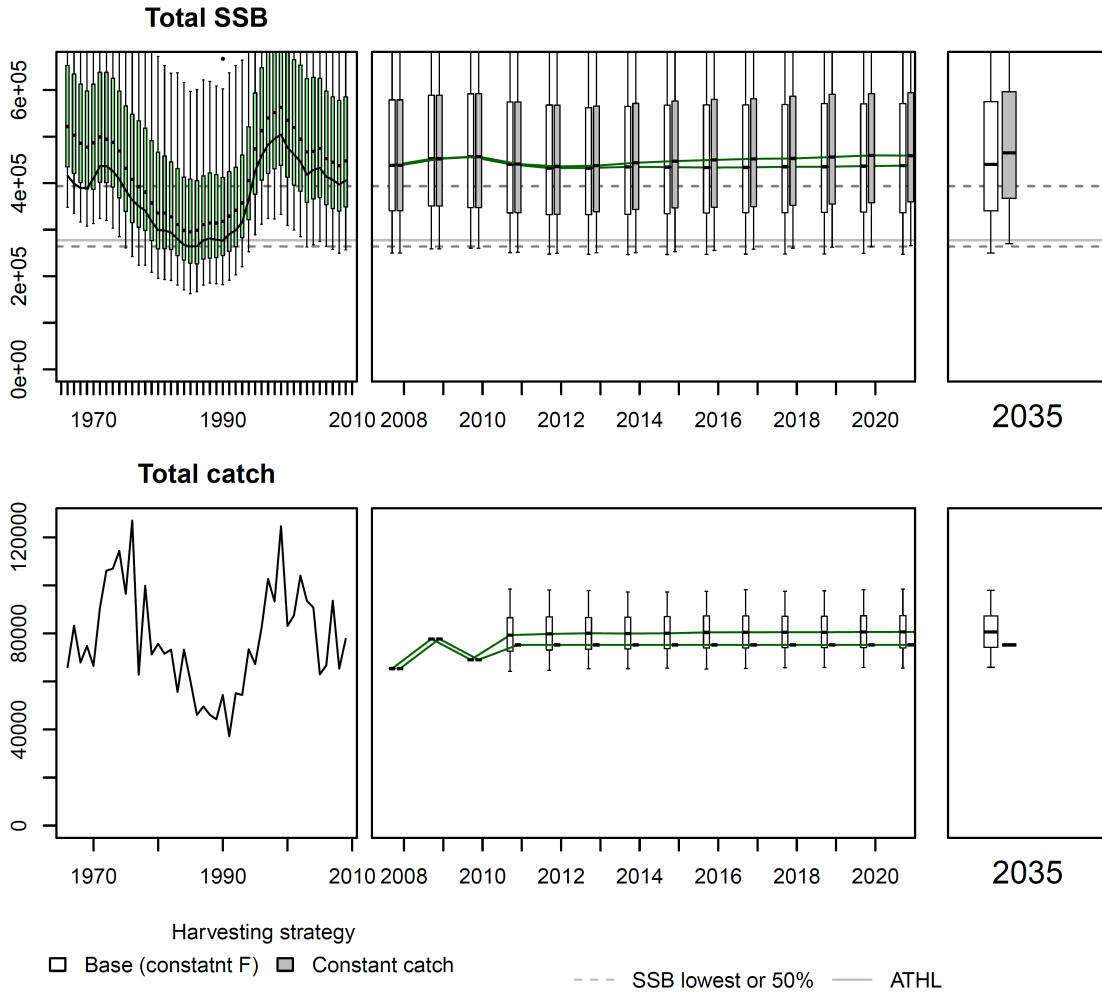 Total SSB
6e+05
4e+05
2e+05
0e+00
1970 1990 2010 2008 2010 2012 2014 2016 2018 2020 2035
Total catch
120000
80000
40000
0
1970 1990 2010 2008 2010 2012 2014 2016 2018 2020 2035
Harvesting strategy
Base (constatnt F) Constant catch
SSB lowest or 50% ATHL